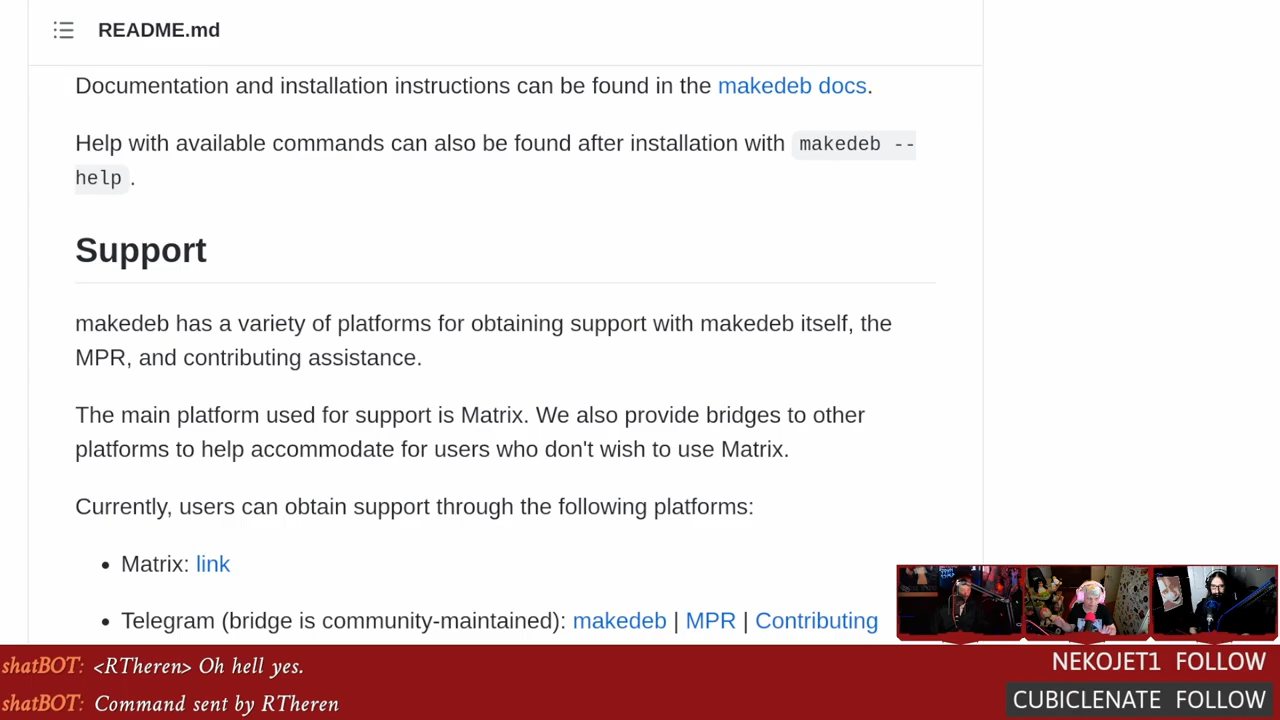 README.md
Documentation and installation instructions can be found in the makedeb docs.
Help with available commands can also be found after installation with makedeb --
help .
Support
makedeb has a variety of platforms for obtaining support with makedeb itself, the
MPR, and contributing assistance.
The main platform used for support is Matrix. We also provide bridges to other
platforms to help accommodate for users who don't wish to use Matrix.
Currently, users can obtain support through the following platforms:
• Matrix: link
• Telegram (bridge is community-maintained): makedeb | MPR | Contributing
shatBOT: <RTheren> Oh hell yes.
shatBOT: Command sent by RTheren
NEKOJET1 FOLLOW
CUBICLENATE FOLLOW